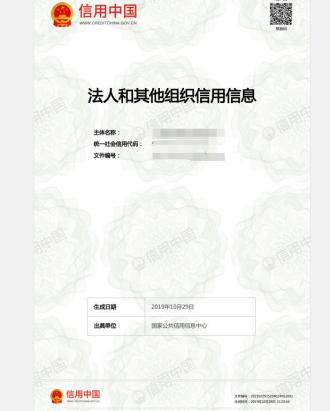 信用中国
WWW.CREDITCHINA.GOV.CN
法人和其他组织信用信息
主体名称：
统一社会信用代码：
文件编号：
生成日期 2019年10月29日
出具单位 国家公共信用信息中心
信用中国